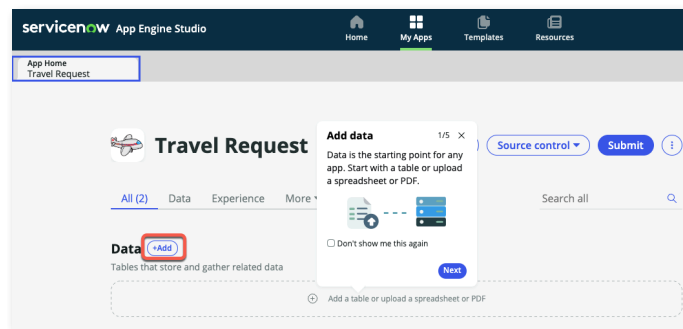 servicenow App Engine Studio
Home
My Apps
Templates
Resources
App Home
Travel Request
Travel Request
Source control
Submit
Add data
1/5
Data is the starting point for any
app. Start with a table or upload
a spreadsheet or PDF.
Don't show me this again
Next
All (2)
Data
Experience
More
Search all
Data
+Add
Tables that store and gather related data
Add a table or upload a spreadsheet or PDF